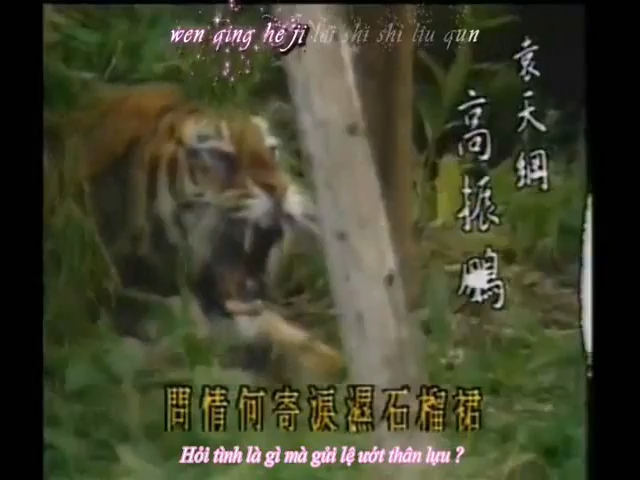 wen qing he ji lei shi shi liu qun
袁天綱
高振鵬
問情何寄淚濕石榴裙
Hỏi tình là gì mà gửi lệ ướt thân lựu ?